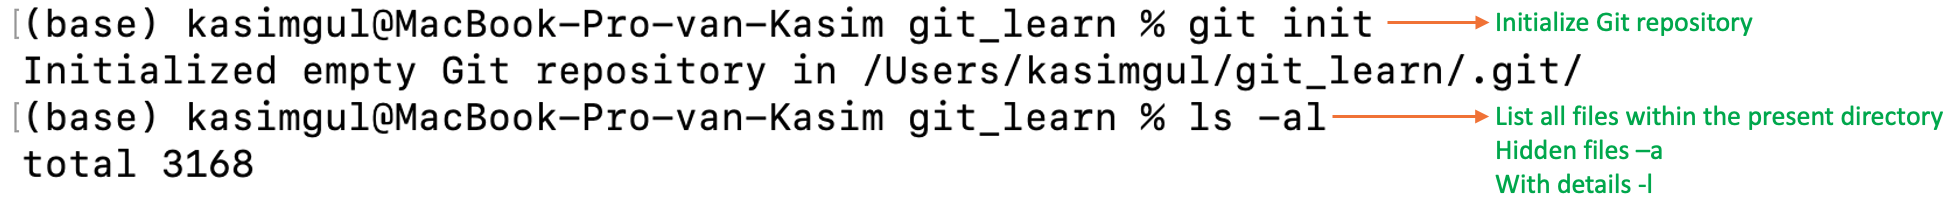 [(base) kasimgul@MacBook-Pro-van-Kasim git_learn % git init
Initialize Git repository
Initialized empty Git repository in /Users/kasimgul/git_learn/.git/
[(base) kasimgul@MacBook-Pro-van-Kasim git_learn % ls -al
List all files within the present directory
Hidden files –a
With details -l
total 3168